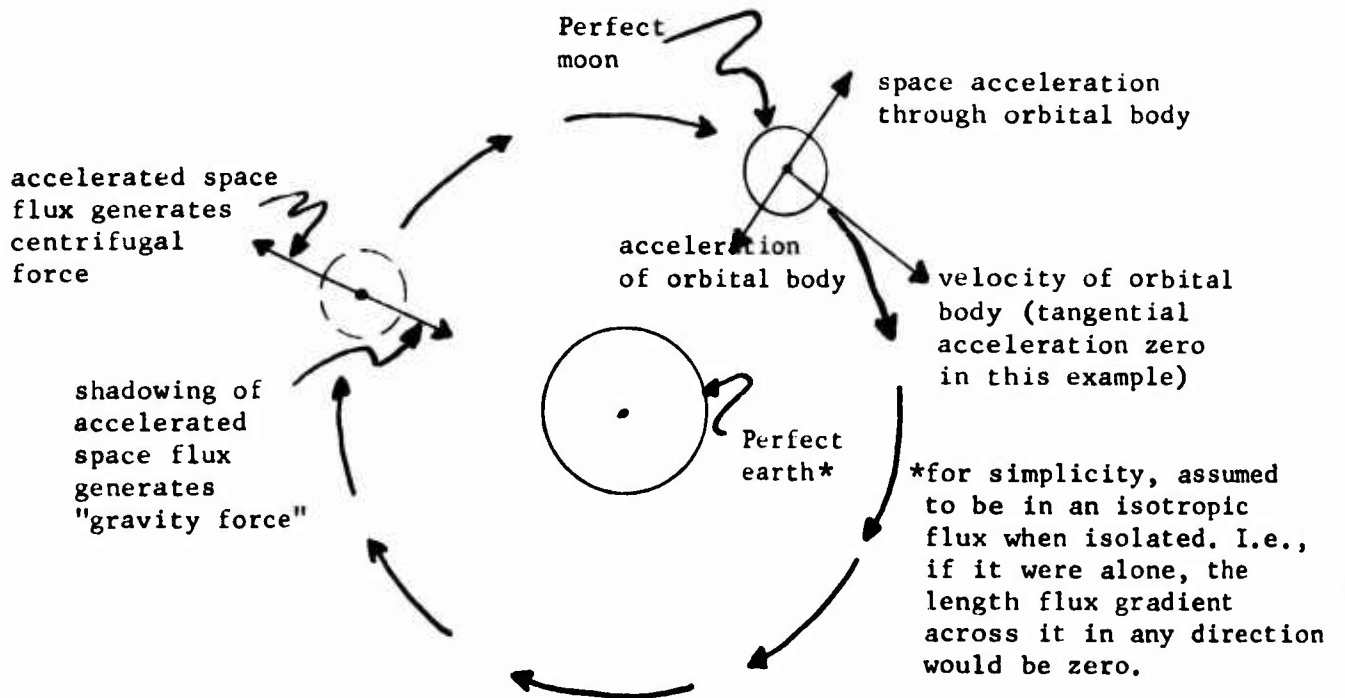 Perfect
moon
space acceleration
through orbital body
accelerated space
flux generates
centrifugal
force
acceleration
of orbital body
velocity of orbital
body (tangential
acceleration zero
in this example)
shadowing of
accelerated
space flux
generates
"gravity force"
Perfect
earth*
*for simplicity, assumed
to be in an isotropic
flux when isolated. I.e.,
if it were alone, the
length flux gradient
across it in any direction
would be zero.